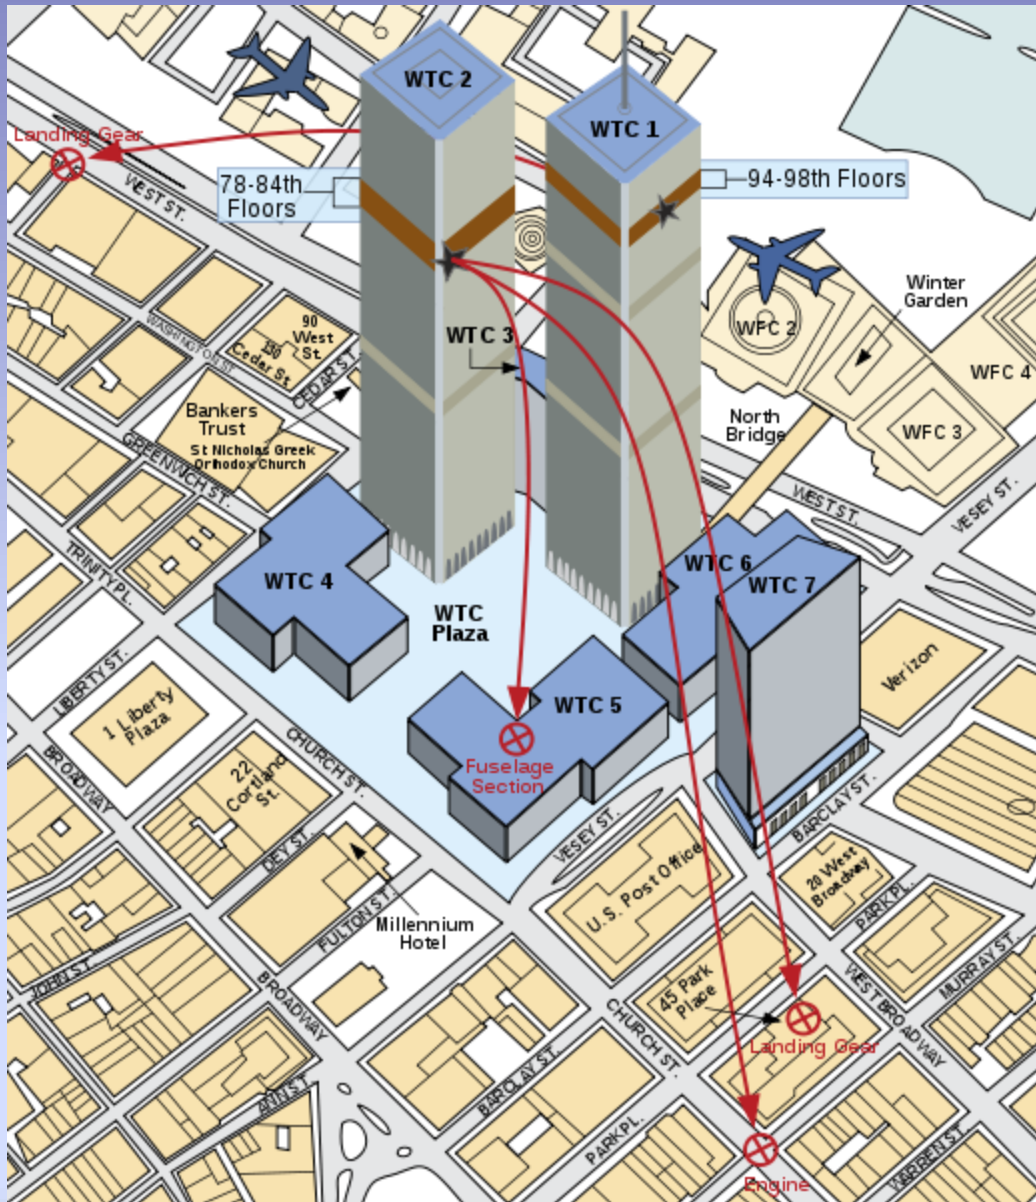 WTC 2
WTC 1
Landing Gear
78-84th
Floors
94-98th Floors
WEST ST.
WASHINGTON ST
90
West
St.
130
Cedar St
CEDAR ST.
WTC 3
Winter
Garden
WFC 2
WFC 4
WFC 3
North
Bridge
Bankers
Trust
St Nicholas Greek
Orthodox Church
GREENWICH ST.
TRINITY PL.
WEST ST.
VESEY ST.
WTC 4
WTC
Plaza
WTC 6
WTC 7
WTC 5
Verizon
LIBERTY ST.
1 Liberty
Plaza
BROADWAY
CHURCH ST.
22
Cortland
St.
Fuselage
Section
DEY ST.
VESEY ST.
BARCLAY ST.
U.S. Post Office
20 West
Broadway
PARK PL.
FULTON ST.
Millennium
Hotel
JOHN ST.
BROADWAY
45 Park
Place
CHURCH ST.
WEST BROADWAY
MURRAY ST.
Landing Gear
BARCLAY ST.
ANN ST.
PARK PL.
WARREN ST.
Engine